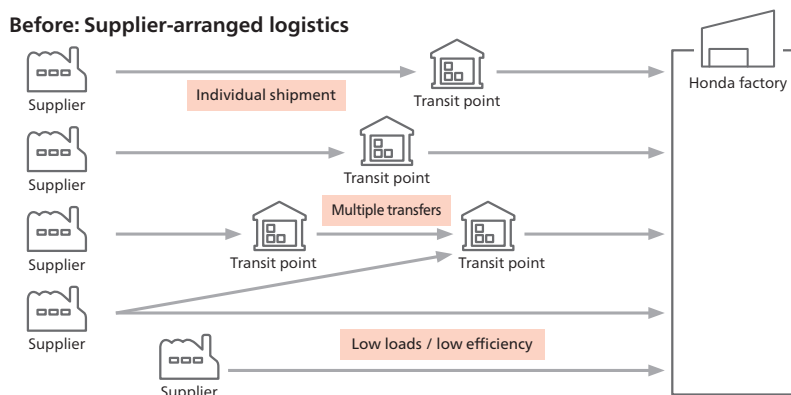 Before: Supplier-arranged logistics
Supplier
Individual shipment
Transit point
Honda factory
Supplier
Transit point
Supplier
Transit point
Multiple transfers
Transit point
Supplier
Low loads / low efficiency
Supplier